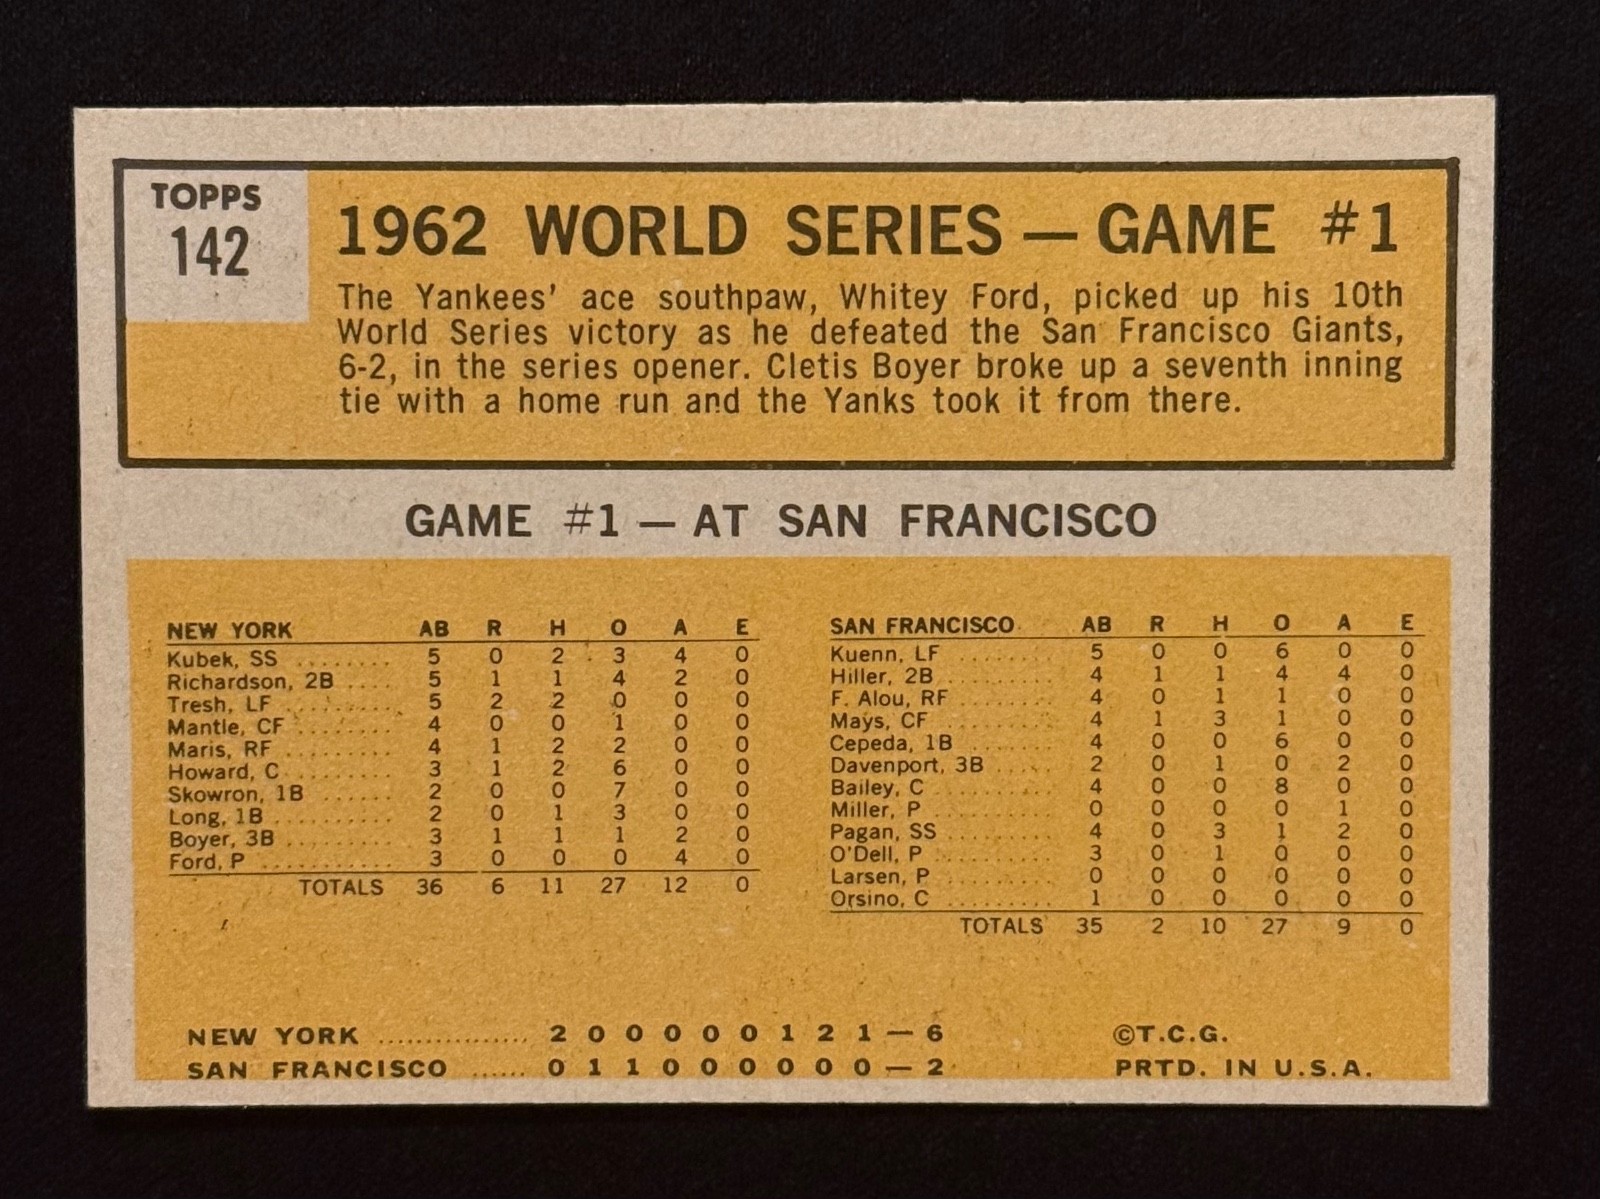 TOPPS
142
1962 WORLD SERIES — GAME #1
The Yankees' ace southpaw, Whitey Ford, picked up his 10th
World Series victory as he defeated the San Francisco Giants,
6-2, in the series opener. Cletis Boyer broke up a seventh inning
tie with a home run and the Yanks took it from there.
GAME #1 — AT SAN FRANCISCO
NEW YORK AB R H O A E
Kubek, SS ........ 5 0 2 3 4 0
Richardson, 2B .... 5 1 1 4 2 0
Tresh, LF ......... 5 2 2 0 0 0
Mantle, CF ........ 4 0 0 1 0 0
Maris, RF ......... 4 1 2 2 0 0
Howard, C ......... 3 1 2 6 0 0
Skowron, 1B ...... 2 0 0 7 0 0
Long, 1B .......... 2 0 1 3 0 0
Boyer, 3B ......... 3 1 1 1 2 0
Ford, P ........... 3 0 0 0 4 0
TOTALS 36 6 11 27 12 0
SAN FRANCISCO AB R H O A E
Kuenn, LF ........ 5 0 0 6 0 0
Hiller, 2B ......... 4 1 1 4 4 0
F. Alou, RF ........ 4 0 1 1 0 0
Mays, CF .......... 4 1 3 1 0 0
Cepeda, 1B ....... 4 0 0 6 0 0
Davenport, 3B ..... 2 0 1 0 2 0
Bailey, C .......... 4 0 0 8 0 0
Miller, P ........... 0 0 0 0 1 0
Pagan, SS ......... 4 0 3 1 2 0
O'Dell, P .......... 3 0 1 0 0 0
Larsen, P ......... 0 0 0 0 0 0
Orsino, C ......... 1 0 0 0 0 0
TOTALS 35 2 10 27 9 0
NEW YORK ................ 2 0 0 0 0 0 1 2 1 — 6
SAN FRANCISCO ...... 0 1 1 0 0 0 0 0 0 — 2
©T.C.G.
PRTD. IN U.S.A.